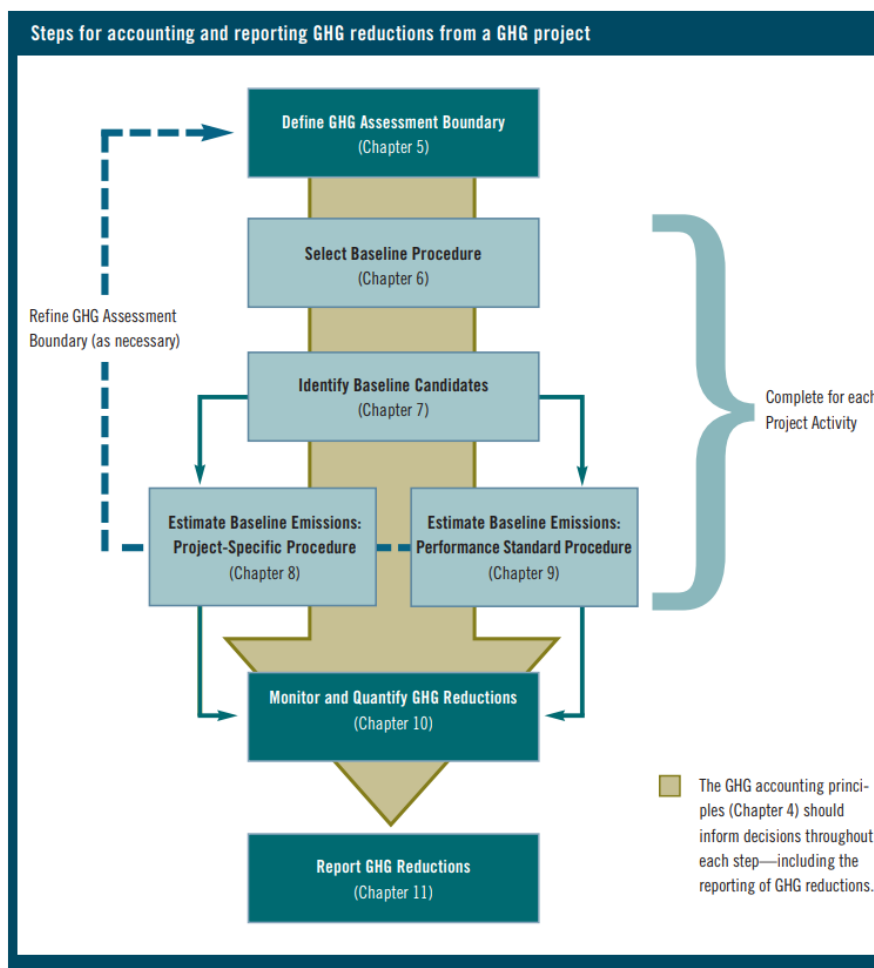 Steps for accounting and reporting GHG reductions from a GHG project
Define GHG Assessment Boundary
(Chapter 5)
Select Baseline Procedure
(Chapter 6)
Refine GHG Assessment
Boundary (as necessary)
Identify Baseline Candidates
(Chapter 7)
Complete for each
Project Activity
Estimate Baseline Emissions:
Project-Specific Procedure
(Chapter 8)
Estimate Baseline Emissions:
Performance Standard Procedure
(Chapter 9)
Monitor and Quantify GHG Reductions
(Chapter 10)
The GHG accounting princi-
ples (Chapter 4) should
inform decisions throughout
each step—including the
reporting of GHG reductions.
Report GHG Reductions
(Chapter 11)